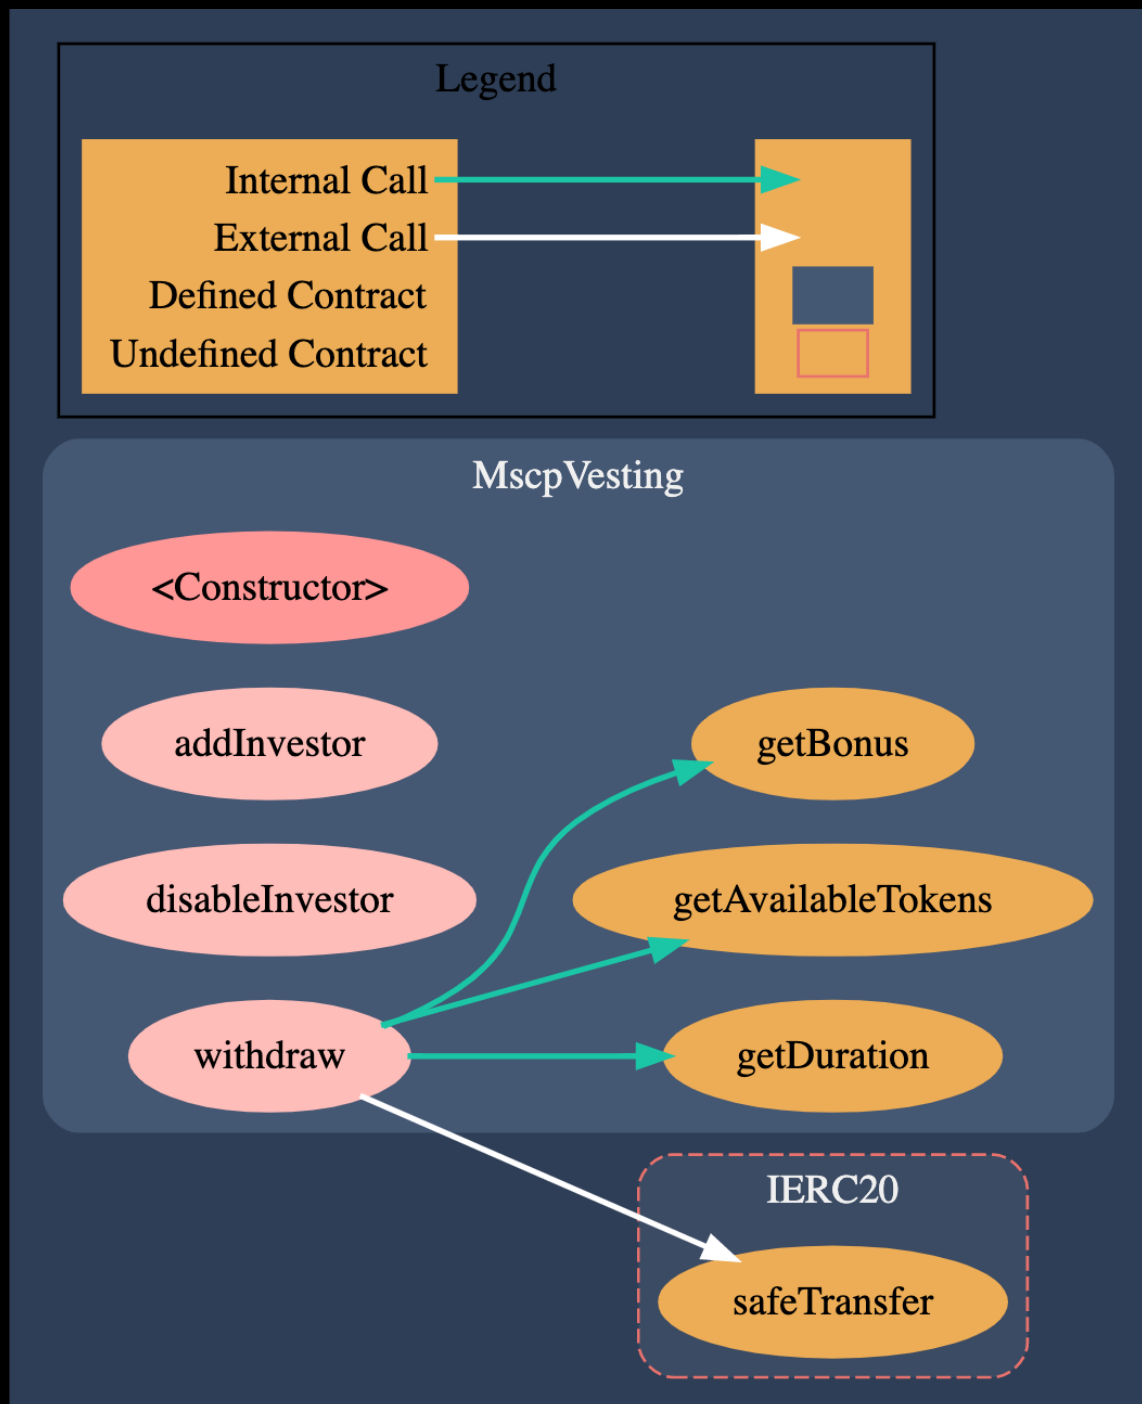 Legend
Internal Call
External Call
Defined Contract
Undefined Contract
MscpVesting
<Constructor>
addInvestor
getBonus
disableInvestor
getAvailableTokens
withdraw
getDuration
IERC20
safeTransfer